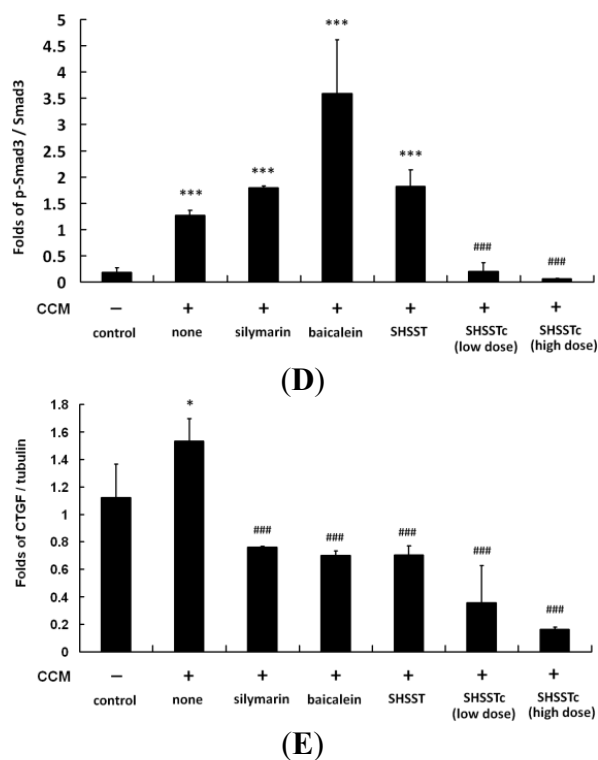 ***
5
4.5
4
3.5
3
2.5
2
1.5
1
0.5
0
Folds of p-Smad3 / Smad3
*** *** ***
### ###
CCM − + + + + + +
control none silymarin baicalein SHSST SHSSTc SHSSTc
(low dose) (high dose)
(D)
1.8
1.6
1.4
1.2
1
0.8
0.6
0.4
0.2
0
Folds of CTGF / tubulin
*
### ### ### ### ###
CCM − + + + + + +
control none silymarin baicalein SHSST SHSSTc SHSSTc
(low dose) (high dose)
(E)